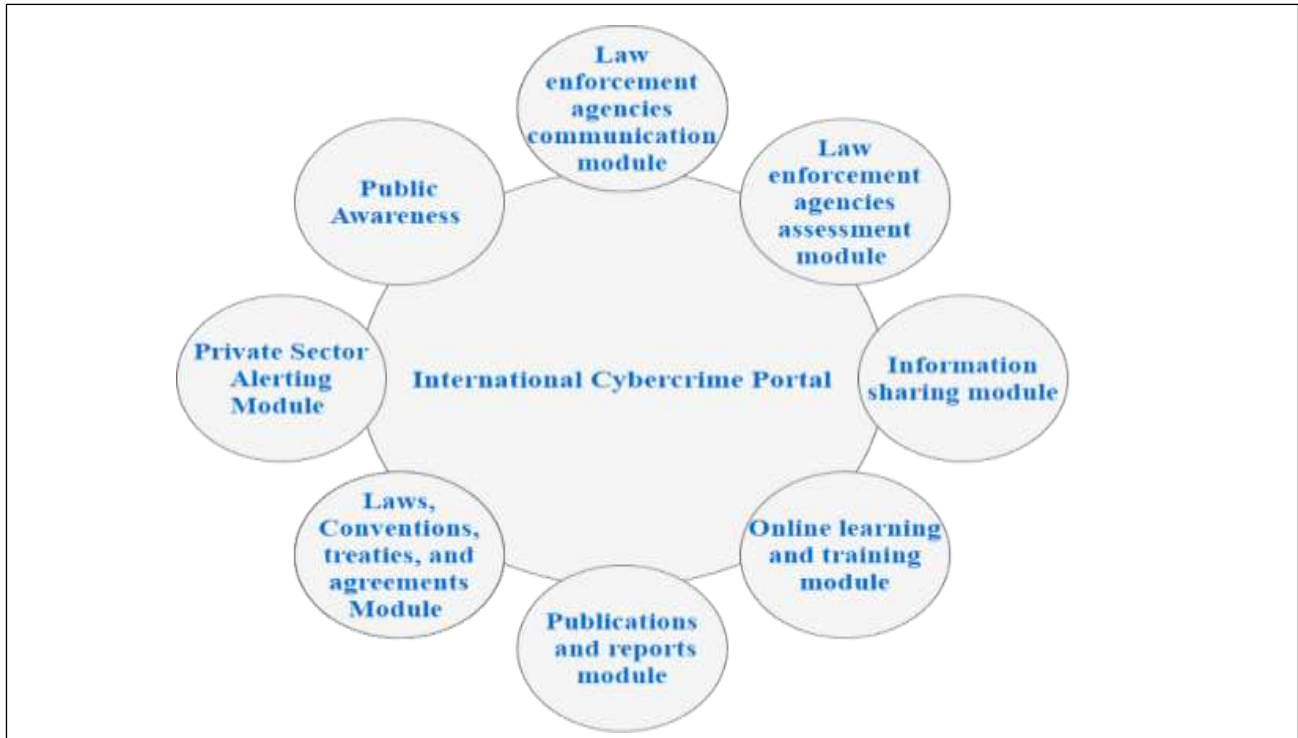 Law
enforcement
agencies
communication
module
Law
enforcement
agencies
assessment
module
Public
Awareness
Private Sector
Alerting
Module
International Cybercrime Portal
Information
sharing module
Laws,
Conventions,
treaties, and
agreements
Module
Online learning
and training
module
Publications
and reports
module